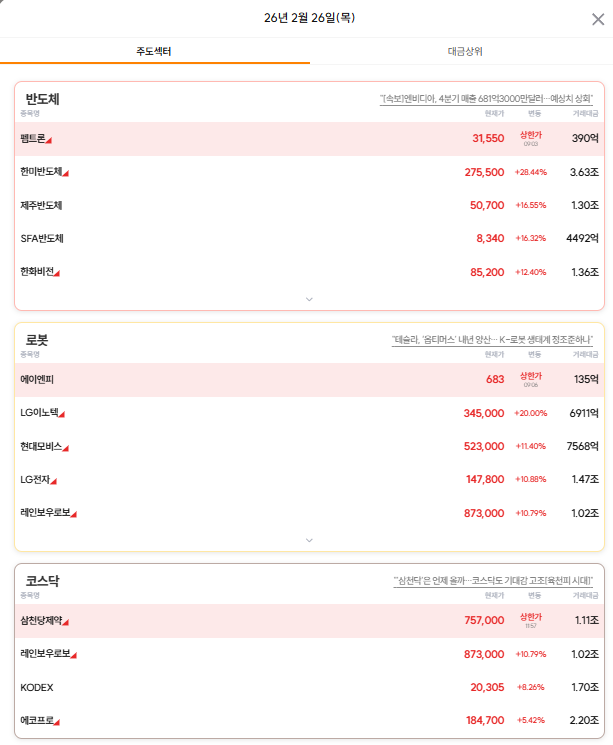 26년 2월 26일(목)
주도섹터 대금상위
반도체 "[속보]엔비디아, 4분기 매출 681억3000만달러…예상치 상회"
종목명 현재가 변동 거래대금
펨트론 31,550 상한가 09:03 390억
한미반도체 275,500 +28.44% 3.63조
제주반도체 50,700 +16.55% 1.30조
SFA반도체 8,340 +16.32% 4492억
한화비전 85,200 +12.40% 1.36조
로봇 "테슬라, '옵티머스' 내년 양산… K-로봇 생태계 정조준하나"
종목명 현재가 변동 거래대금
에이엔피 683 상한가 09:06 135억
LG이노텍 345,000 +20.00% 6911억
현대모비스 523,000 +11.40% 7568억
LG전자 147,800 +10.88% 1.47조
레인보우로보 873,000 +10.79% 1.02조
코스닥 "'삼천닥'은 언제 올까…코스닥도 기대감 고조[육천피 시대]"
종목명 현재가 변동 거래대금
삼천당제약 757,000 상한가 11:57 1.11조
레인보우로보 873,000 +10.79% 1.02조
KODEX 20,305 +8.26% 1.70조
에코프로 184,700 +5.42% 2.20조